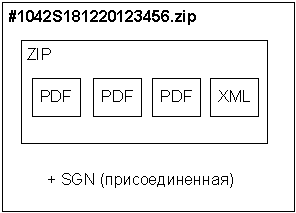 #1042S181220123456.zip
ZIP
PDF PDF PDF XML
+ SGN (присоединенная)